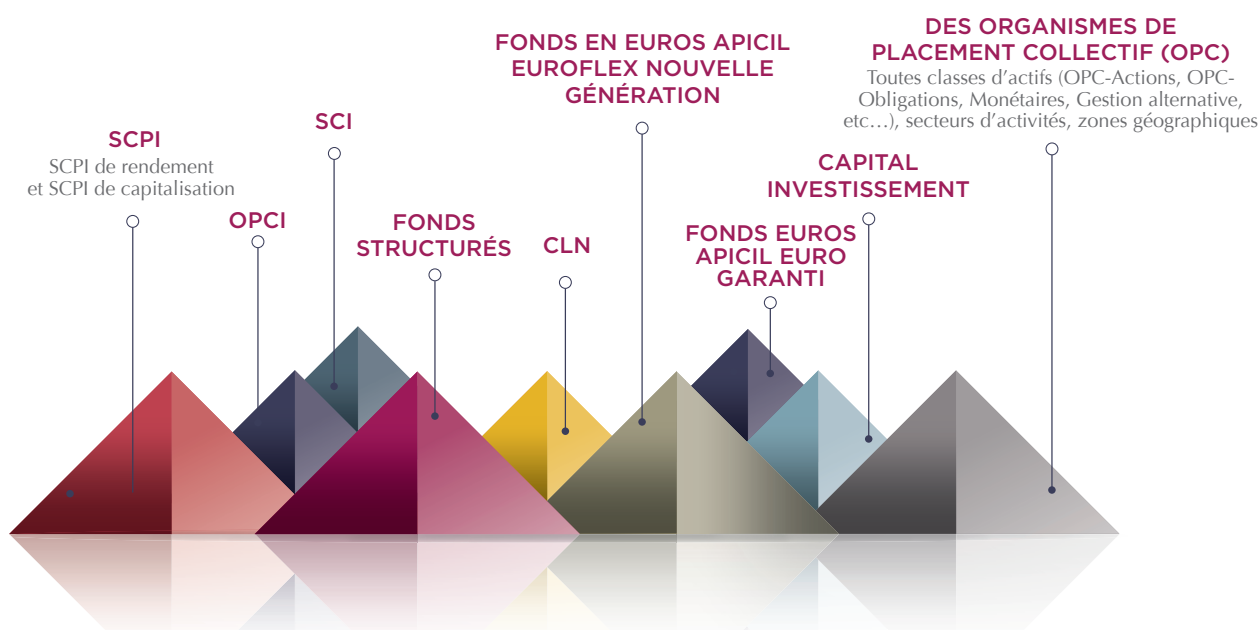 SCPI
SCPI de rendement
et SCPI de capitalisation
OPCI
SCI
FONDS
STRUCTURÉS
CLN
FONDS EN EUROS APICIL
EUROFLEX NOUVELLE
GÉNÉRATION
FONDS EUROS
APICIL EURO
GARANTI
CAPITAL
INVESTISSEMENT
DES ORGANISMES DE
PLACEMENT COLLECTIF (OPC)
Toutes classes d’actifs (OPC-Actions, OPC-
Obligations, Monétaires, Gestion alternative,
etc…), secteurs d’activités, zones géographiques